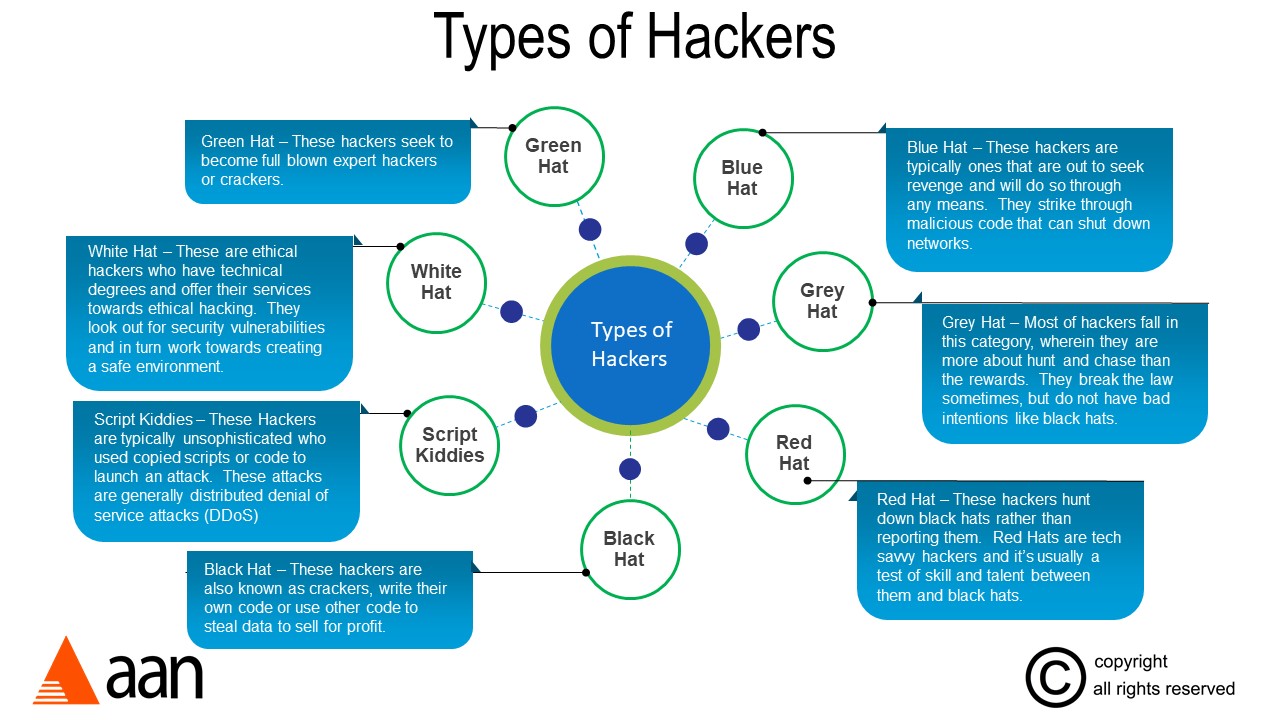 Types of Hackers
Green Hat – These hackers seek to
become full blown expert hackers
or crackers.
Green
Hat
Blue
Hat
Blue Hat – These hackers are
typically ones that are out to seek
revenge and will do so through
any means. They strike through
malicious code that can shut down
networks.
White Hat – These are ethical
hackers who have technical
degrees and offer their services
towards ethical hacking. They
look out for security vulnerabilities
and in turn work towards creating
a safe environment.
White
Hat
Types of
Hackers
Grey
Hat
Grey Hat – Most of hackers fall in
this category, wherein they are
more about hunt and chase than
the rewards. They break the law
sometimes, but do not have bad
intentions like black hats.
Script Kiddies – These Hackers
are typically unsophisticated who
used copied scripts or code to
launch an attack. These attacks
are generally distributed denial of
service attacks (DDoS)
Script
Kiddies
Red
Hat
Red Hat – These hackers hunt
down black hats rather than
reporting them. Red Hats are tech
savvy hackers and it's usually a
test of skill and talent between
them and black hats.
Black Hat – These hackers are
also known as crackers, write their
own code or use other code to
steal data to sell for profit.
Black
Hat
aan
©
copyright
all rights reserved